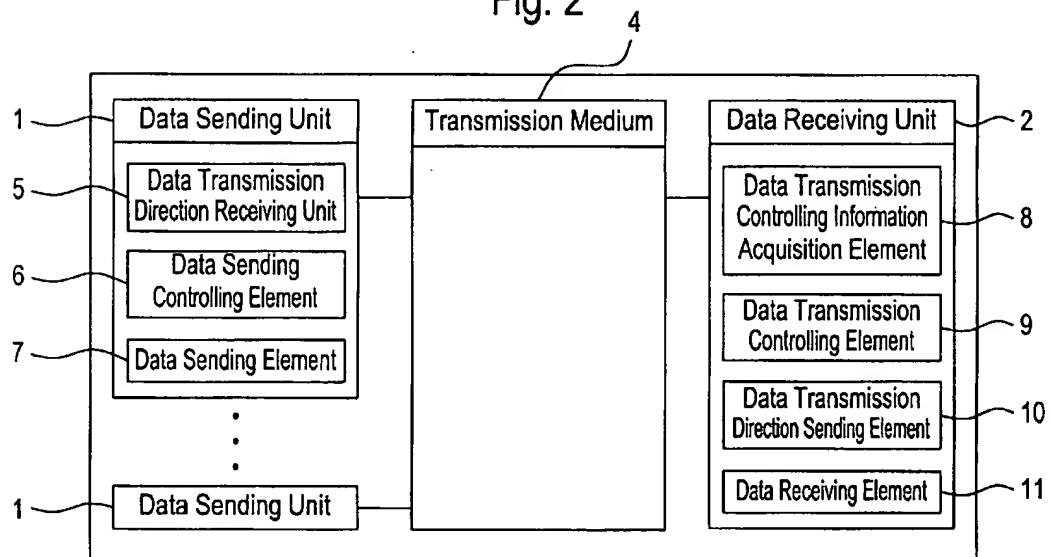 Fig. 2
4
1
Data Sending Unit
5
Data Transmission
Direction Receiving Unit
6
Data Sending
Controlling Element
7
Data Sending Element
1
Data Sending Unit
Transmission Medium
Data Receiving Unit
2
Data Transmission
Controlling Information
Acquisition Element
8
Data Transmission
Controlling Element
9
Data Transmission
Direction Sending Element
10
Data Receiving Element
11